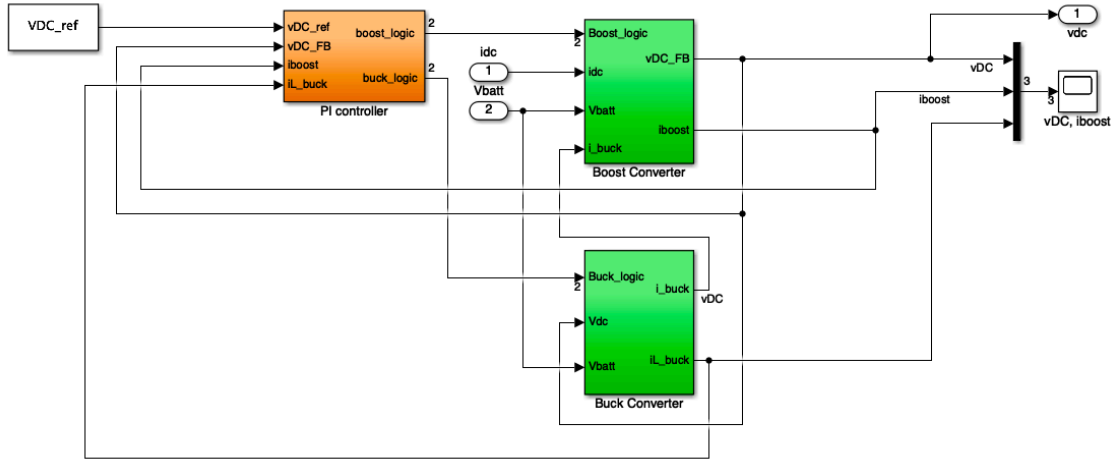 VDC_ref
vDC_ref
vDC_FB
iboost
iL_buck
boost_logic
buck_logic
2
2
PI controller
idc
1
Vbatt
2
Boost_logic
2
idc
Vbatt
i_buck
vDC_FB
iboost
Boost Converter
1
vdc
vDC
iboost
3
3
vDC, iboost
Buck_logic
2
Vdc
Vbatt
i_buck
vDC
iL_buck
Buck Converter